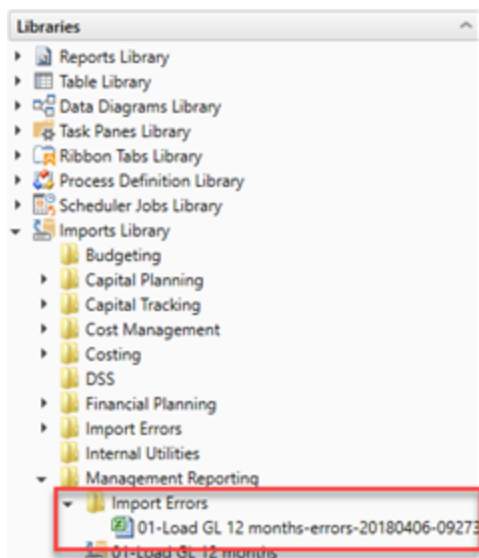 Libraries
Reports Library
Table Library
Data Diagrams Library
Task Panes Library
Ribbon Tabs Library
Process Definition Library
Scheduler Jobs Library
Imports Library
Budgeting
Capital Planning
Capital Tracking
Cost Management
Costing
DSS
Financial Planning
Import Errors
Internal Utilities
Management Reporting
Import Errors
01-Load GL 12 months-errors-20180406-09273
01-Load GL 12 months